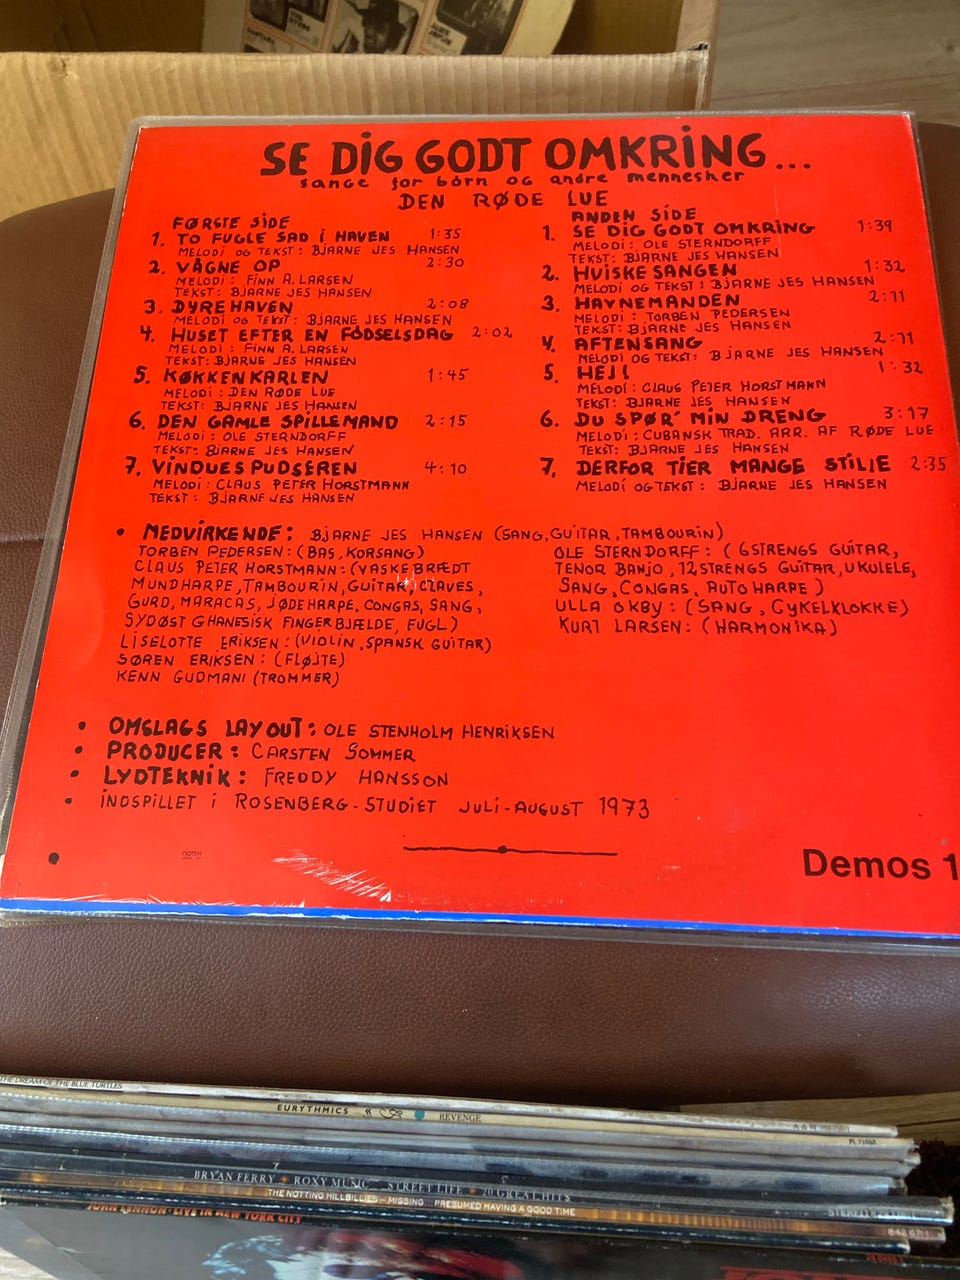 SE DIG GODT OMKRING...
sange for børn og andre mennesker
DEN RØDE LUE
FØRSTE SIDE
1. TO FUGLE SAD i HAVEN 1:35
MELODI OG TEKST: BJARNE JES HANSEN
2. VÅGNE OP 2:30
MELODI: FINN A. LARSEN
TEKST: BJARNE JES HANSEN
3. DYREHAVEN 2:08
MELODI OG TEKST: BJARNE JES HANSEN
4. HUSET EFTER EN FØDSELSDAG 2:02
MELODI: FINN A. LARSEN
TEKST: BJARNE JES HANSEN
5. KØKKENKARLEN 1:45
MELODI: DEN RØDE LUE
TEKST: BJARNE JES HANSEN
6. DEN GAMLE SPILLEMAND 2:15
MELODI: OLE STERNDORFF
TEKST: BJARNE JES HANSEN
7. VINDUESPUDSEREN 4:10
MELODI: CLAUS PETER HORSTMANN
TEKST: BJARNE JES HANSEN
ANDEN SIDE
1. SE DIG GODT OMKRING 1:39
MELODI: OLE STERNDORFF
TEKST: BJARNE JES HANSEN
2. HVISKESANGEN 1:32
MELODI OG TEKST: BJARNE JES HANSEN
3. HAVNEMANDEN 2:11
MELODI: TORBEN PEDERSEN
TEKST: BJARNE JES HANSEN
4. AFTENSANG 2:11
MELODI OG TEKST: BJARNE JES HANSEN
5. HEJ! 1:32
MELODI: CLAUS PETER HORSTMANN
TEKST: BJARNE JES HANSEN
6. DU SPØR' MIN DRENG 3:17
MELODI: CUBANSK TRAD. ARR. AF RØDE LUE
TEKST: BJARNE JES HANSEN
7. DERFOR TIER MANGE STILLE 2:35
MELODI OG TEKST: BJARNE JES HANSEN
• MEDVIRKENDE: BJARNE JES HANSEN (SANG, GUITAR, TAMBOURIN)
TORBEN PEDERSEN: (BAS, KORSANG)
CLAUS PETER HORSTMANN: (VASKEBRÆDT
MUNDHARPE, TAMBOURIN, GUITAR, CLAVES,
GURD, MARACAS, JØDEHARPE, CONGAS, SANG,
SYDØST GHANESISK FINGERBJÆLDE, FUGL)
LISELOTTE ERIKSEN: (VIOLIN, SPANSK GUITAR)
SØREN ERIKSEN: (FLØJTE)
KENN GUDMAN: (TROMMER)
OLE STERNDORFF: (6STRENGS GUITAR,
TENOR BANJO, 12STRENGS GUITAR, UKULELE,
SANG, CONGAS, AUTOHARPE)
ULLA OXBY: (SANG, CYKELKLOKKE)
KURT LARSEN: (HARMONIKA)
• OMSLAGS LAYOUT: OLE STENHOLM HENRIKSEN
• PRODUCER: CARSTEN SOMMER
• LYDTEKNIK: FREDDY HANSSON
• INDSPILLET I ROSENBERG-STUDIET JULI-AUGUST 1973
Demos 1
THE DREAM OF THE BLUE TURTLES
EURYTHMICS REVENGE
BRYAN FERRY ROXY MUSIC STREET LIFE 20 GREAT HITS
THE NOTTING HILLBILLIES – MISSING...PRESUMED HAVING A GOOD TIME
JOHN LENNON • LIVE IN NEW YORK CITY